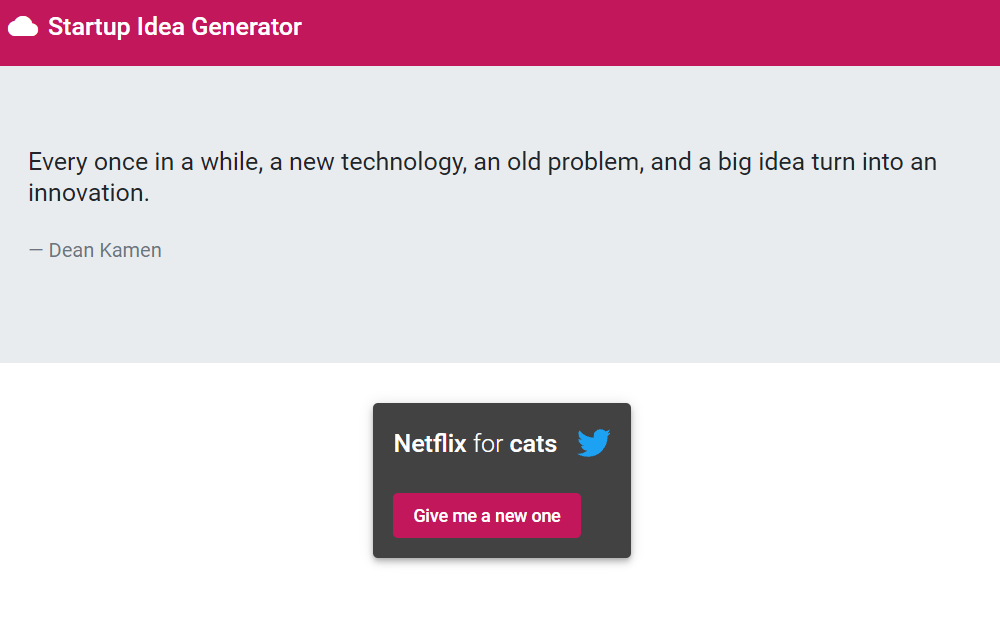 Startup Idea Generator
Every once in a while, a new technology, an old problem, and a big idea turn into an
innovation.
— Dean Kamen
Netflix for cats
Give me a new one